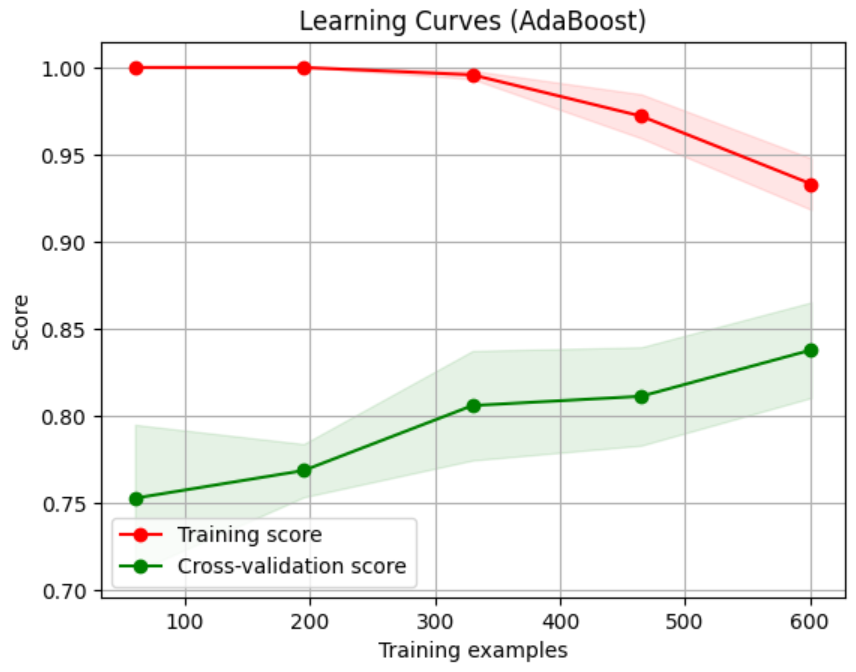 Learning Curves (AdaBoost)
1.00
0.95
0.90
0.85
0.80
0.75
0.70
Score
Training score
Cross-validation score
100 200 300 400 500 600
Training examples